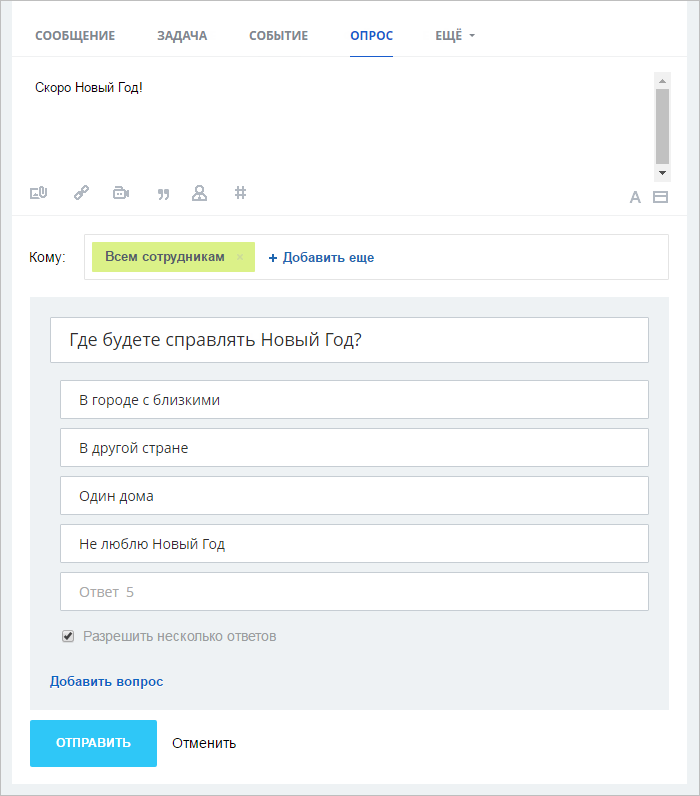 СООБЩЕНИЕ ЗАДАЧА СОБЫТИЕ ОПРОС ЕЩЁ
Скоро Новый Год!
A
Кому: Всем сотрудникам × + Добавить еще
Где будете справлять Новый Год?
В городе с близкими
В другой стране
Один дома
Не люблю Новый Год
Ответ 5
Разрешить несколько ответов
Добавить вопрос
ОТПРАВИТЬ Отменить